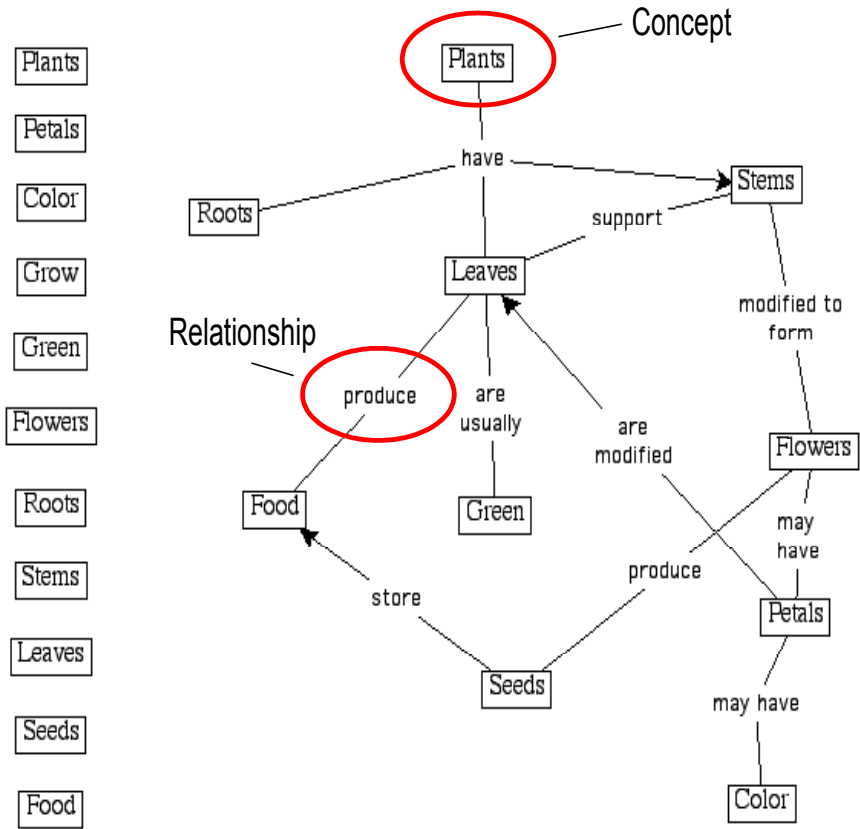 Concept
Plants
Petals
Color
Grow
Green
Flowers
Roots
Stems
Leaves
Seeds
Food
Plants
have
Stems
Roots
support
Leaves
modified to
form
Relationship
produce
are
usually
are
modified
Flowers
Food
Green
may
have
produce
store
Petals
Seeds
may have
Color